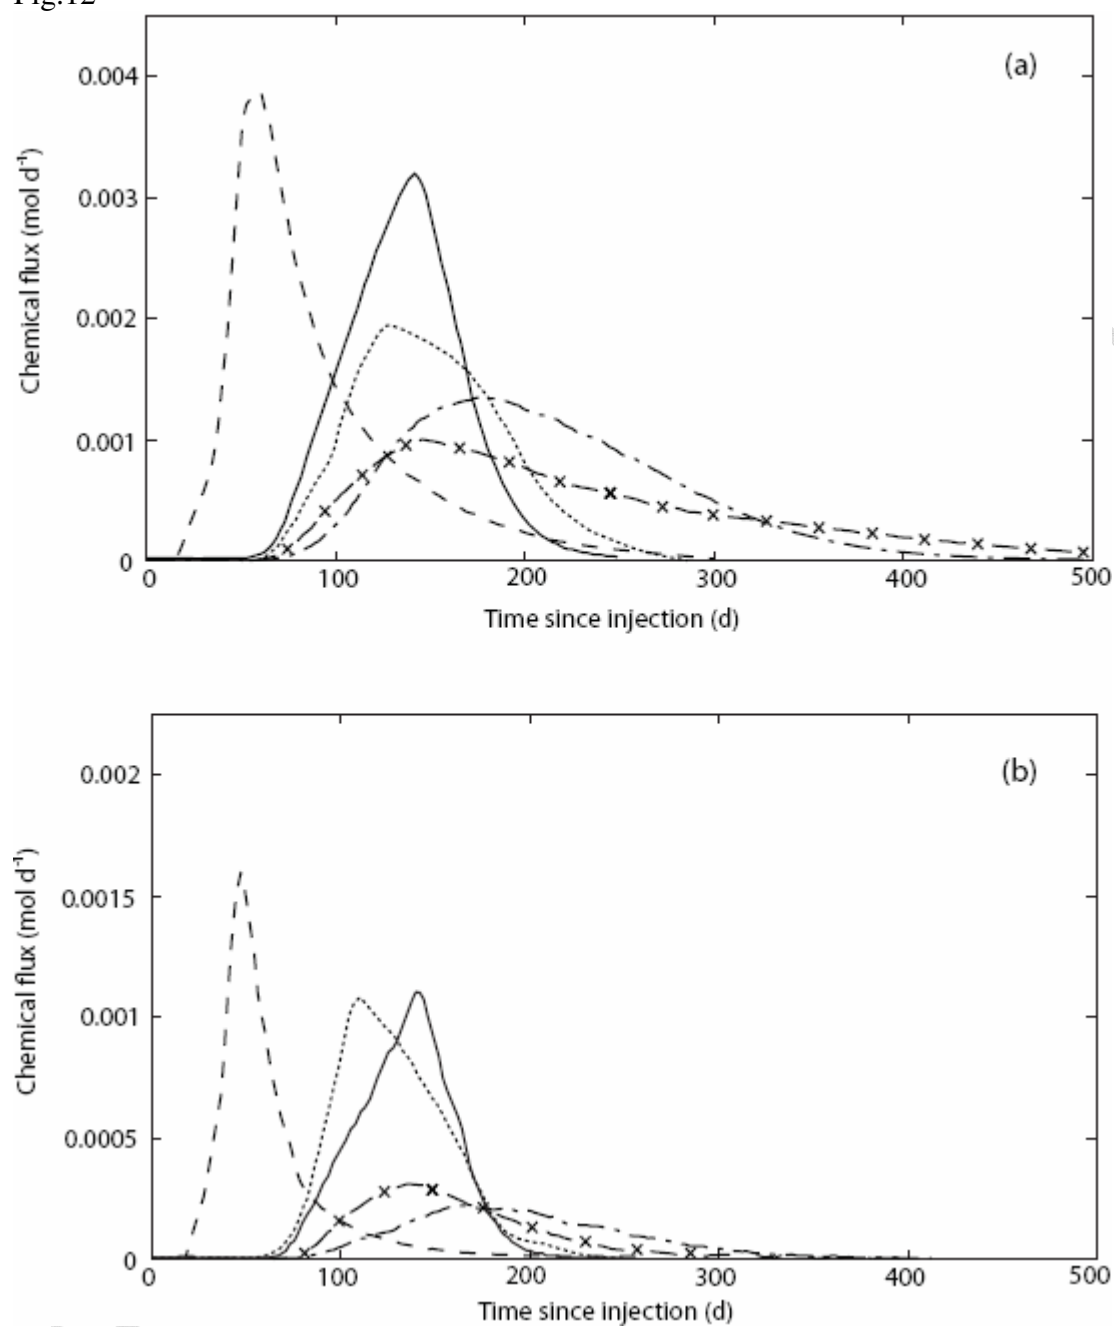 Fig.12
(a)
0.004
0.003
0.002
0.001
0
Chemical flux (mol d⁻¹)
0 100 200 300 400 500
Time since injection (d)
(b)
0.002
0.0015
0.001
0.0005
0
Chemical flux (mol d⁻¹)
0 100 200 300 400 500
Time since injection (d)